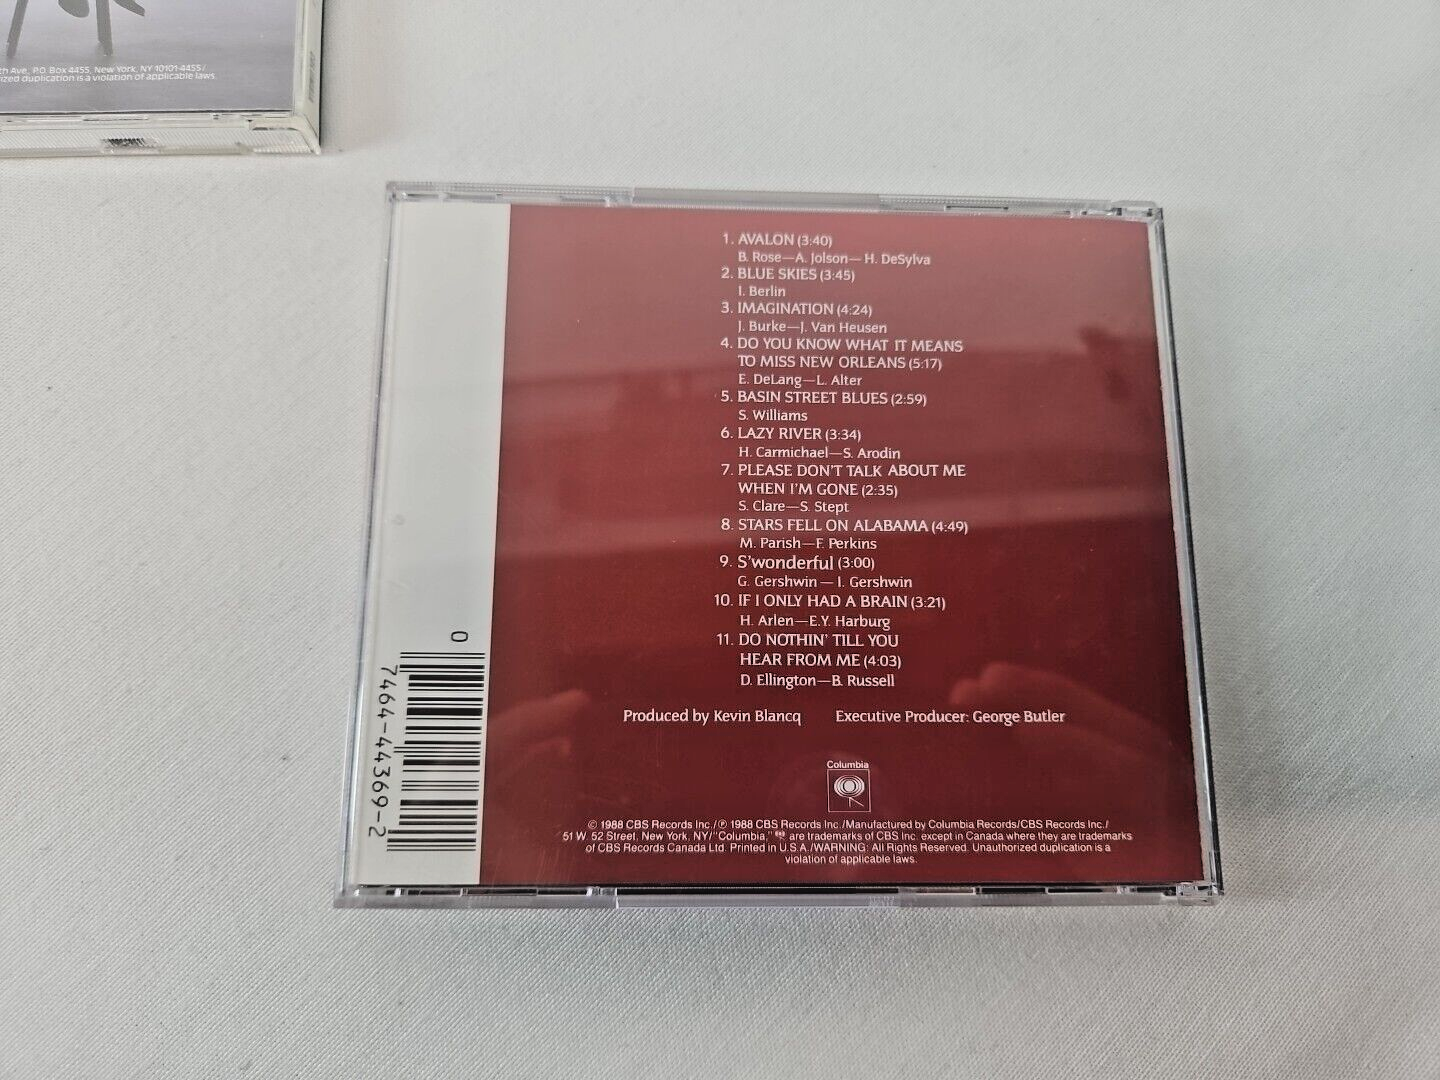 th Ave, P.O. Box 4455, New York, NY 10101-4455/
rized duplication is a violation of applicable laws.
1. AVALON (3:40)
B. Rose—A. Jolson—H. DeSylva
2. BLUE SKIES (3:45)
I. Berlin
3. IMAGINATION (4:24)
J. Burke—J. Van Heusen
4. DO YOU KNOW WHAT IT MEANS
TO MISS NEW ORLEANS (5:17)
E. DeLang—L. Alter
5. BASIN STREET BLUES (2:59)
S. Williams
6. LAZY RIVER (3:34)
H. Carmichael—S. Arodin
7. PLEASE DON'T TALK ABOUT ME
WHEN I'M GONE (2:35)
S. Clare—S. Stept
8. STARS FELL ON ALABAMA (4:49)
M. Parish—F. Perkins
9. S'wonderful (3:00)
G. Gershwin — I. Gershwin
10. IF I ONLY HAD A BRAIN (3:21)
H. Arlen—E.Y. Harburg
11. DO NOTHIN' TILL YOU
HEAR FROM ME (4:03)
D. Ellington—B. Russell
Produced by Kevin Blancq Executive Producer: George Butler
Columbia
© 1988 CBS Records Inc./℗ 1988 CBS Records Inc./Manufactured by Columbia Records/CBS Records Inc./
51 W. 52 Street, New York, NY/"Columbia," are trademarks of CBS Inc. except in Canada where they are trademarks
of CBS Records Canada Ltd. Printed in U.S.A./WARNING: All Rights Reserved. Unauthorized duplication is a
violation of applicable laws.
0
7464-44369-2